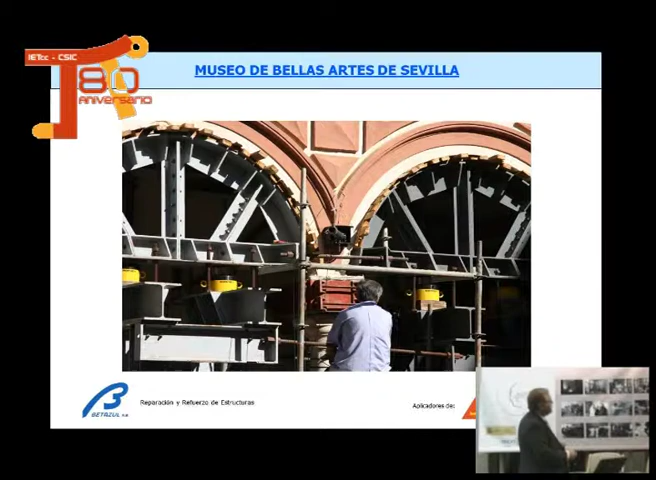 IETcc - CSIC
80
Aniversario
MUSEO DE BELLAS ARTES DE SEVILLA
BETAZUL S.A.
Reparación y Refuerzo de Estructuras
Aplicadores de: